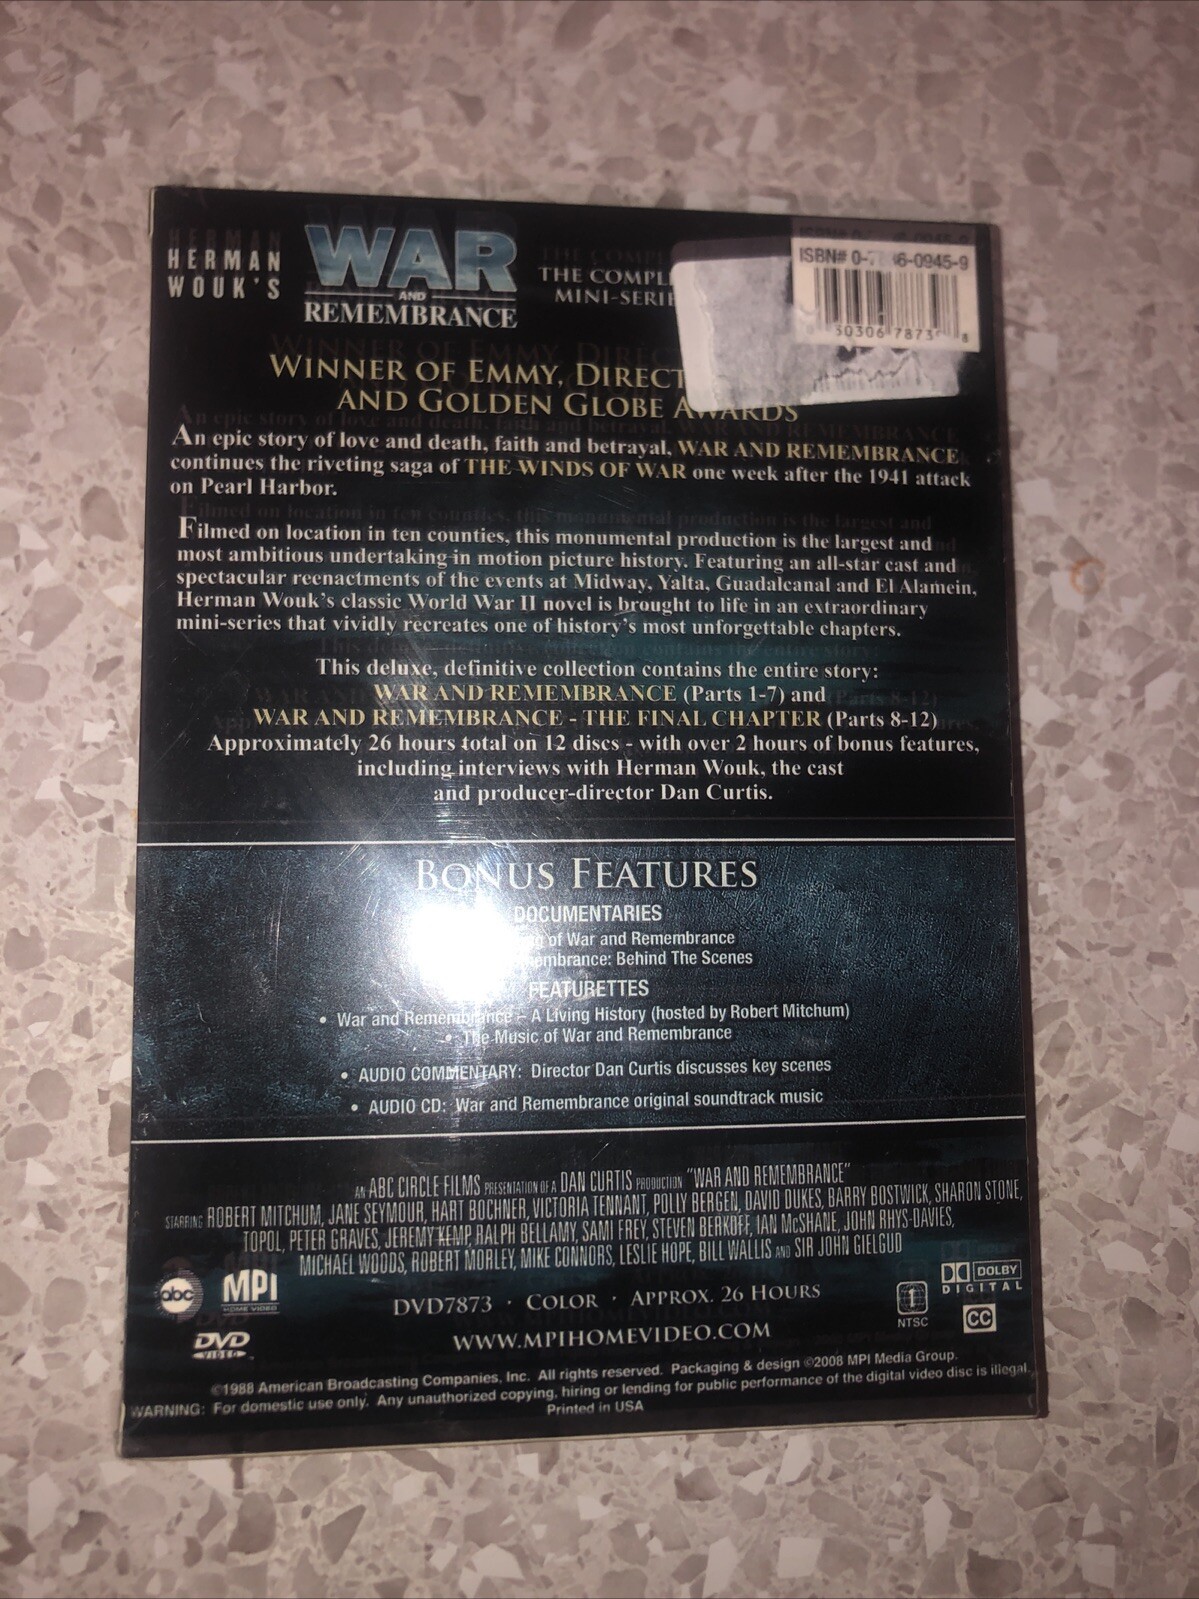 HERMAN
WOUK'S
WAR
AND
REMEMBRANCE
THE COMPL
MINI-SERIE
ISBN# 0- 6-0945-9
30306 7873 8
WINNER OF EMMY, DIRECT
AND GOLDEN GLOBE AWARDS
An epic story of love and death, faith and betrayal, WAR AND REMEMBRANCE
continues the riveting saga of THE WINDS OF WAR one week after the 1941 attack
on Pearl Harbor.
Filmed on location in ten counties, this monumental production is the largest and
most ambitious undertaking in motion picture history. Featuring an all-star cast and
spectacular reenactments of the events at Midway, Yalta, Guadalcanal and El Alamein,
Herman Wouk's classic World War II novel is brought to life in an extraordinary
mini-series that vividly recreates one of history's most unforgettable chapters.
This deluxe, definitive collection contains the entire story:
WAR AND REMEMBRANCE (Parts 1-7) and
WAR AND REMEMBRANCE - THE FINAL CHAPTER (Parts 8-12)
Approximately 26 hours total on 12 discs - with over 2 hours of bonus features,
including interviews with Herman Wouk, the cast
and producer-director Dan Curtis.
BONUS FEATURES
DOCUMENTARIES
of War and Remembrance
embrance: Behind The Scenes
FEATURETTES
• War and Remembrance – A Living History (hosted by Robert Mitchum)
• The Music of War and Remembrance
• AUDIO COMMENTARY: Director Dan Curtis discusses key scenes
• AUDIO CD: War and Remembrance original soundtrack music
AN ABC CIRCLE FILMS PRESENTATION OF A DAN CURTIS PRODUCTION "WAR AND REMEMBRANCE"
STARRING ROBERT MITCHUM, JANE SEYMOUR, HART BOCHNER, VICTORIA TENNANT, POLLY BERGEN, DAVID DUKES, BARRY BOSTWICK, SHARON STONE,
TOPOL, PETER GRAVES, JEREMY KEMP, RALPH BELLAMY, SAMI FREY, STEVEN BERKOFF, IAN McSHANE, JOHN RHYS-DAVIES,
MICHAEL WOODS, ROBERT MORLEY, MIKE CONNORS, LESLIE HOPE, BILL WALLIS AND SIR JOHN GIELGUD
abc
MPI
HOME VIDEO
DVD
VIDEO
DVD7873 · COLOR · APPROX. 26 HOURS
WWW.MPIHOMEVIDEO.COM
1
NTSC
DOLBY
DIGITAL
CC
©1988 American Broadcasting Companies, Inc. All rights reserved. Packaging & design ©2008 MPI Media Group.
WARNING: For domestic use only. Any unauthorized copying, hiring or lending for public performance of the digital video disc is illegal.
Printed in USA